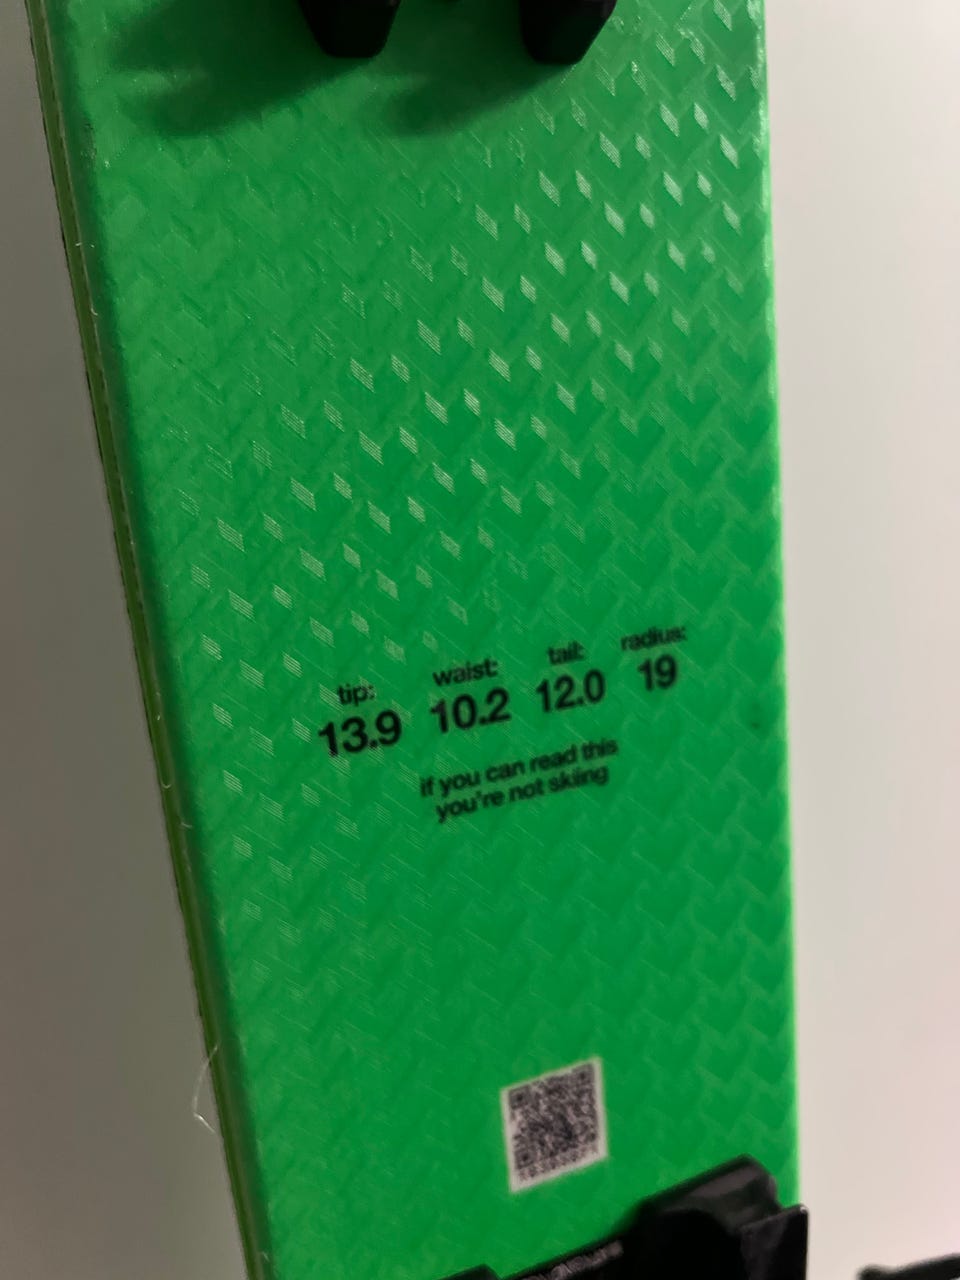 tip: waist: tail: radius:
13.9 10.2 12.0 19
if you can read this
you're not skiing